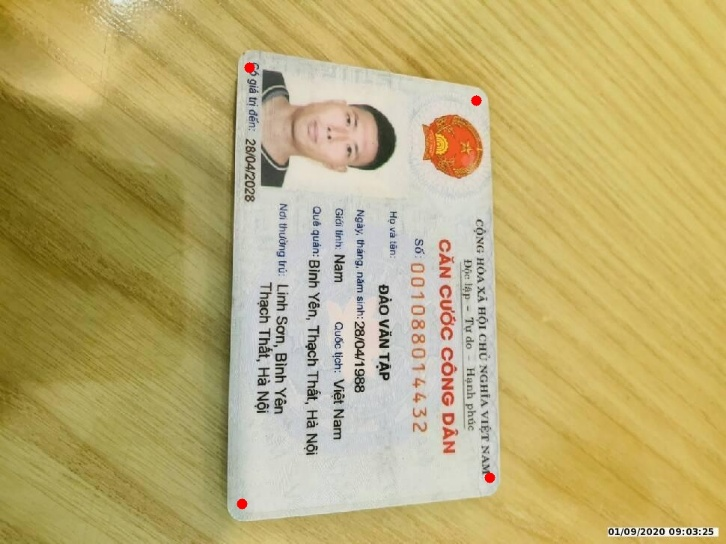 CỘNG HÒA XÃ HỘI CHỦ NGHĨA VIỆT NAM
Độc lập - Tự do - Hạnh phúc
CĂN CƯỚC CÔNG DÂN
Số: 001088014432
Họ và tên:
ĐÀO VĂN TẬP
Ngày, tháng, năm sinh: 28/04/1988
Giới tính: Nam Quốc tịch: Việt Nam
Quê quán: Bình Yên, Thạch Thất, Hà Nội
Nơi thường trú: Linh Sơn, Bình Yên
Thạch Thất, Hà Nội
Có giá trị đến: 28/04/2028
01/09/2020 09:03:25